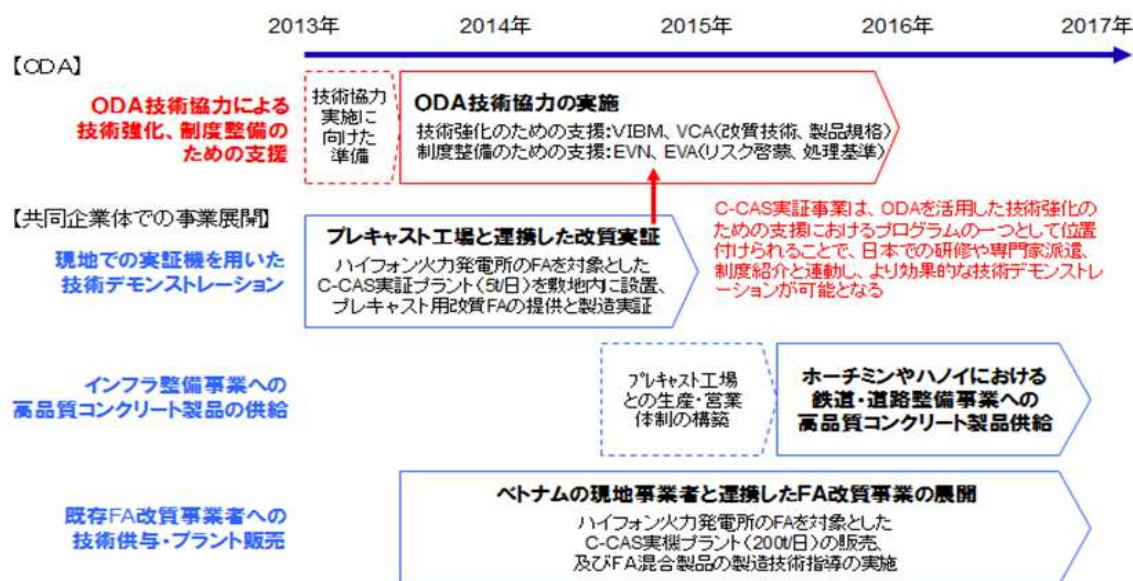 2013年 2014年 2015年 2016年 2017年
【ODA】
ODA技術協力による
技術強化、制度整備の
ための支援
技術協力
実施に
向けた
準備
ODA技術協力の実施
技術強化のための支援:VIBM、VCA(改質技術、製品規格)
制度整備のための支援:EVN、EVA(リスク啓蒙、処理基準)
【共同企業体での事業展開】
現地での実証機を用いた
技術デモンストレーション
プレキャスト工場と連携した改質実証
ハイフォン火力発電所のFAを対象とした
C-CAS実証プラント(5t/日)を敷地内に設置、
プレキャスト用改質FAの提供と製造実証
C-CAS実証事業は、ODAを活用した技術強化の
ための支援におけるプログラムの一つとして位置
付けられることで、日本での研修や専門家派遣、
制度紹介と連動し、より効果的な技術デモンストレ
ーションが可能となる
インフラ整備事業への
高品質コンクリート製品の供給
プレキャスト工場
との生産・営業
体制の構築
ホーチミンやハノイにおける
鉄道・道路整備事業への
高品質コンクリート製品供給
既存FA改質事業者への
技術供与・プラント販売
ベトナムの現地事業者と連携したFA改質事業の展開
ハイフォン火力発電所のFAを対象とした
C-CAS実機プラント(200t/日)の販売、
及びFA混合製品の製造技術指導の実施